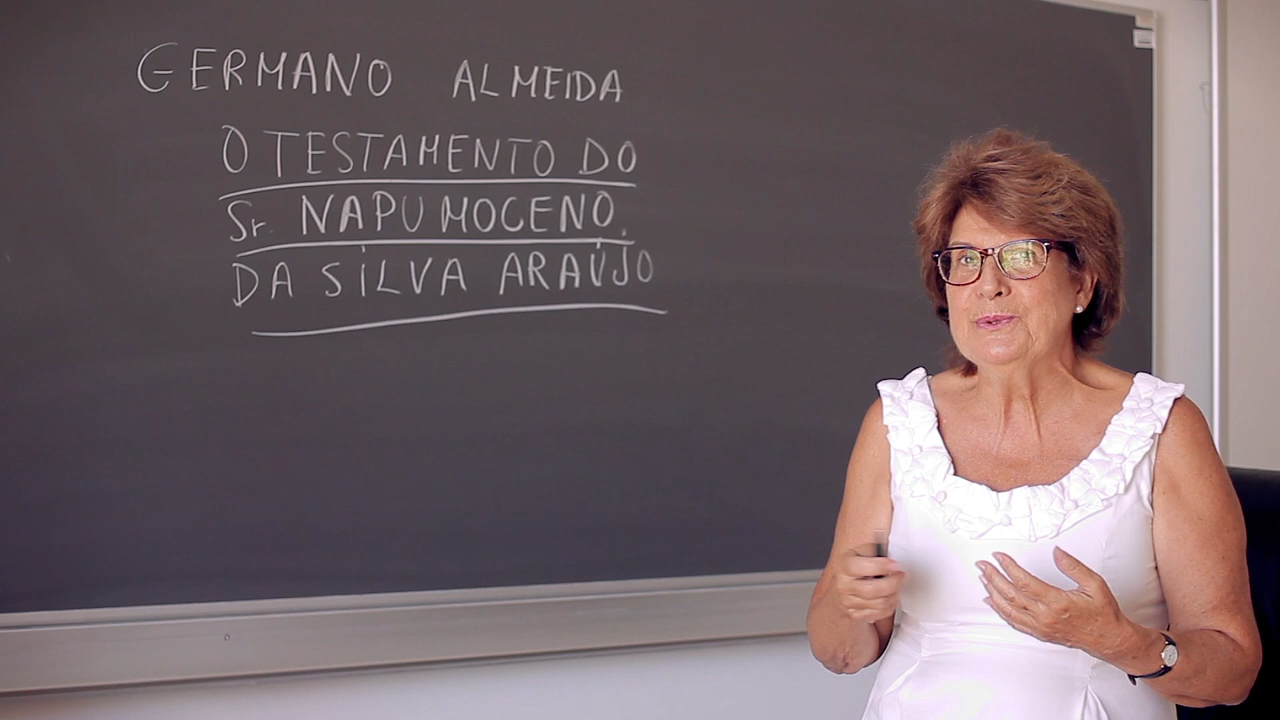 GERMANO ALMEIDA
O TESTAMENTO DO
Sr. NAPUMOCENO
DA SILVA ARAÚJO